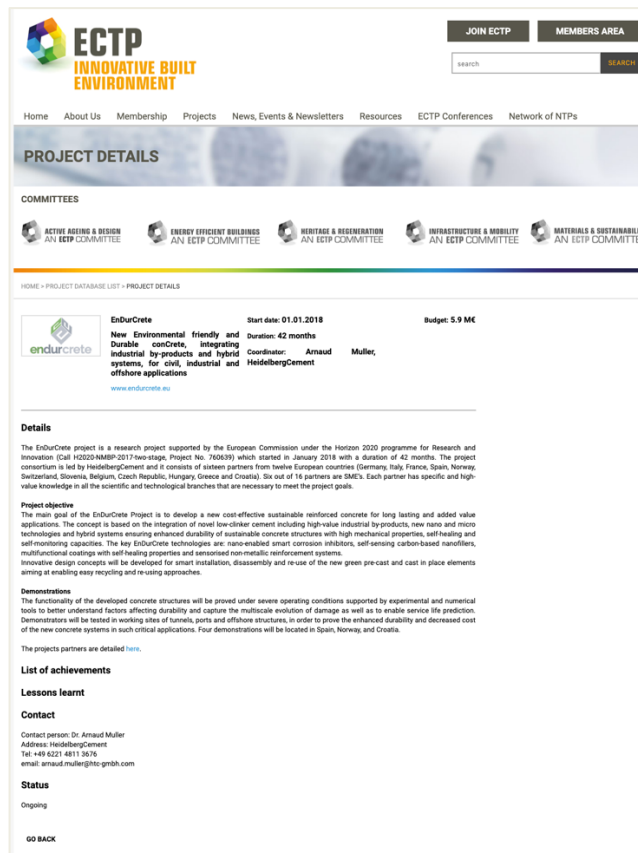 JOIN ECTP
MEMBERS AREA
ECTP
INNOVATIVE BUILT
ENVIRONMENT
search
SEARCH
Home About Us Membership Projects News, Events & Newsletters Resources ECTP Conferences Network of NTPs
PROJECT DETAILS
COMMITTEES
ACTIVE AGEING & DESIGN
AN ECTP COMMITTEE
ENERGY EFFICIENT BUILDINGS
AN ECTP COMMITTEE
HERITAGE & REGENERATION
AN ECTP COMMITTEE
INFRASTRUCTURE & MOBILITY
AN ECTP COMMITTEE
MATERIALS & SUSTAINABIL
AN ECTP COMMITTE
HOME > PROJECT DATABASE LIST > PROJECT DETAILS
endurcrete
EnDurCrete
New Environmental friendly and
Durable conCrete, integrating
industrial by-products and hybrid
systems, for civil, industrial and
offshore applications
www.endurcrete.eu
Start date: 01.01.2018
Duration: 42 months
Coordinator: Arnaud Muller,
HeidelbergCement
Budget: 5.9 M€
Details
The EnDurCrete project is a research project supported by the European Commission under the Horizon 2020 programme for Research and
Innovation (Call H2020-NMBP-2017-two-stage, Project No. 760639) which started in January 2018 with a duration of 42 months. The project
consortium is led by HeidelbergCement and it consists of sixteen partners from twelve European countries (Germany, Italy, France, Spain, Norway,
Switzerland, Slovenia, Belgium, Czech Republic, Hungary, Greece and Croatia). Six out of 16 partners are SME's. Each partner has specific and high-
value knowledge in all the scientific and technological branches that are necessary to meet the project goals.
Project objective
The main goal of the EnDurCrete Project is to develop a new cost-effective sustainable reinforced concrete for long lasting and added value
applications. The concept is based on the integration of novel low-clinker cement including high-value industrial by-products, new nano and micro
technologies and hybrid systems ensuring enhanced durability of sustainable concrete structures with high mechanical properties, self-healing and
self-monitoring capacities. The key EnDurCrete technologies are: nano-enabled smart corrosion inhibitors, self-sensing carbon-based nanofillers,
multifunctional coatings with self-healing properties and sensorised non-metallic reinforcement systems.
Innovative design concepts will be developed for smart installation, disassembly and re-use of the new green pre-cast and cast in place elements
aiming at enabling easy recycling and re-using approaches.
Demonstrations
The functionality of the developed concrete structures will be proved under severe operating conditions supported by experimental and numerical
tools to better understand factors affecting durability and capture the multiscale evolution of damage as well as to enable service life prediction.
Demonstrators will be tested in working sites of tunnels, ports and offshore structures, in order to prove the enhanced durability and decreased cost
of the new concrete systems in such critical applications. Four demonstrations will be located in Spain, Norway, and Croatia.
The projects partners are detailed here.
List of achievements
Lessons learnt
Contact
Contact person: Dr. Arnaud Muller
Address: HeidelbergCement
Tel: +49 6221 4811 3676
email: arnaud.muller@htc-gmbh.com
Status
Ongoing
GO BACK